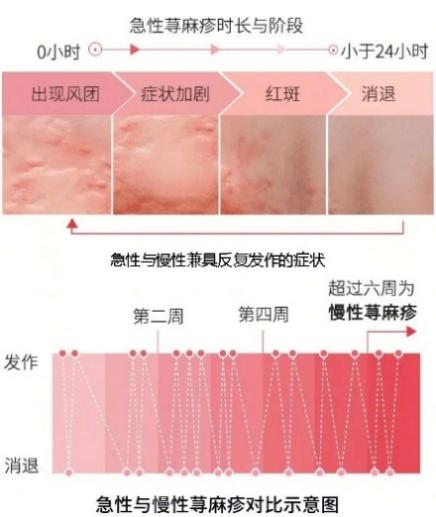 急性荨麻疹时长与阶段
0小时
小于24小时
出现风团
症状加剧
红斑
消退
急性与慢性兼具反复发作的症状
超过六周为
慢性荨麻疹
第二周
第四周
发作
消退
急性与慢性荨麻疹对比示意图